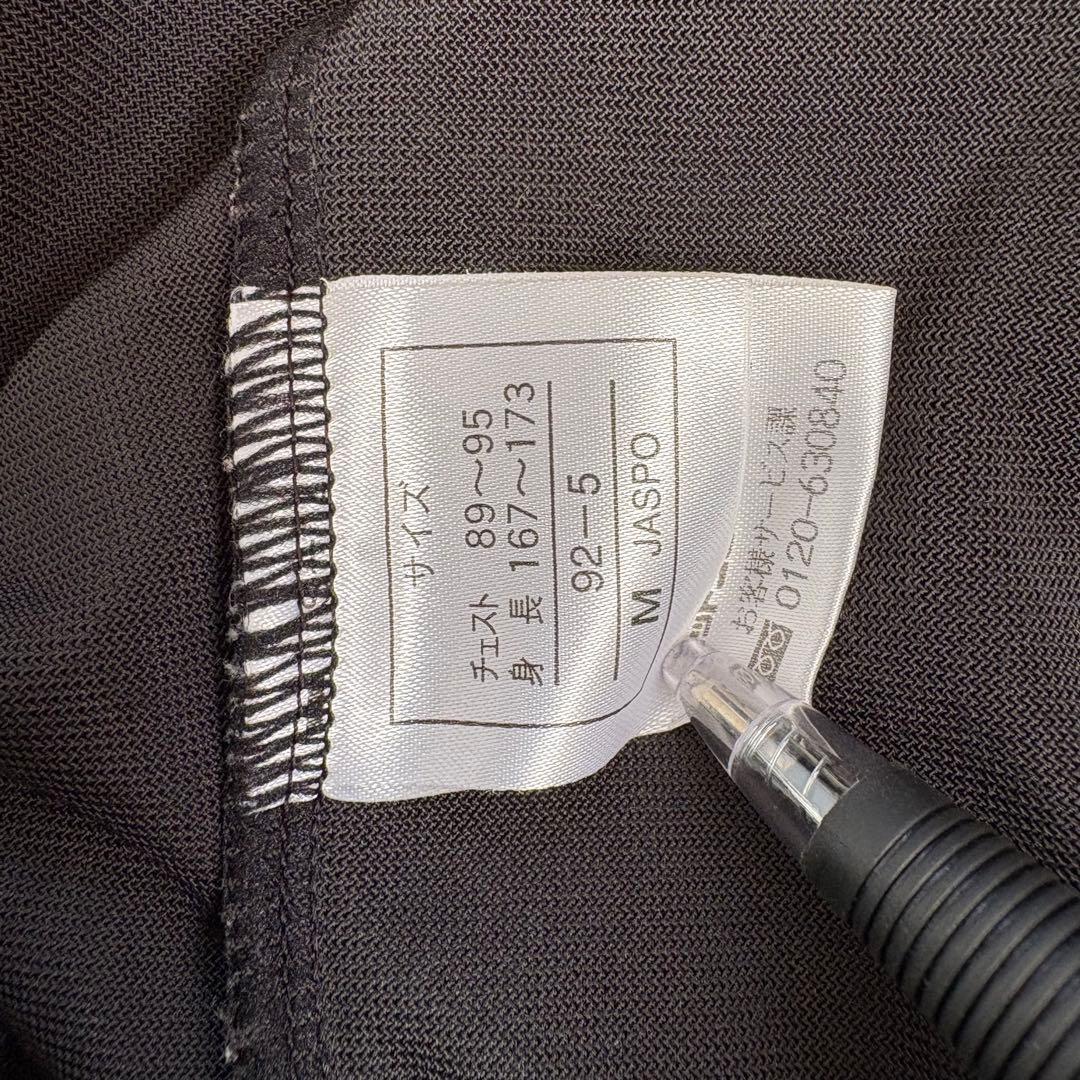 サイズ
チェスト 89〜95
身 長 167〜173
92−5
M JASPO
お客様サービス課
0120-630840